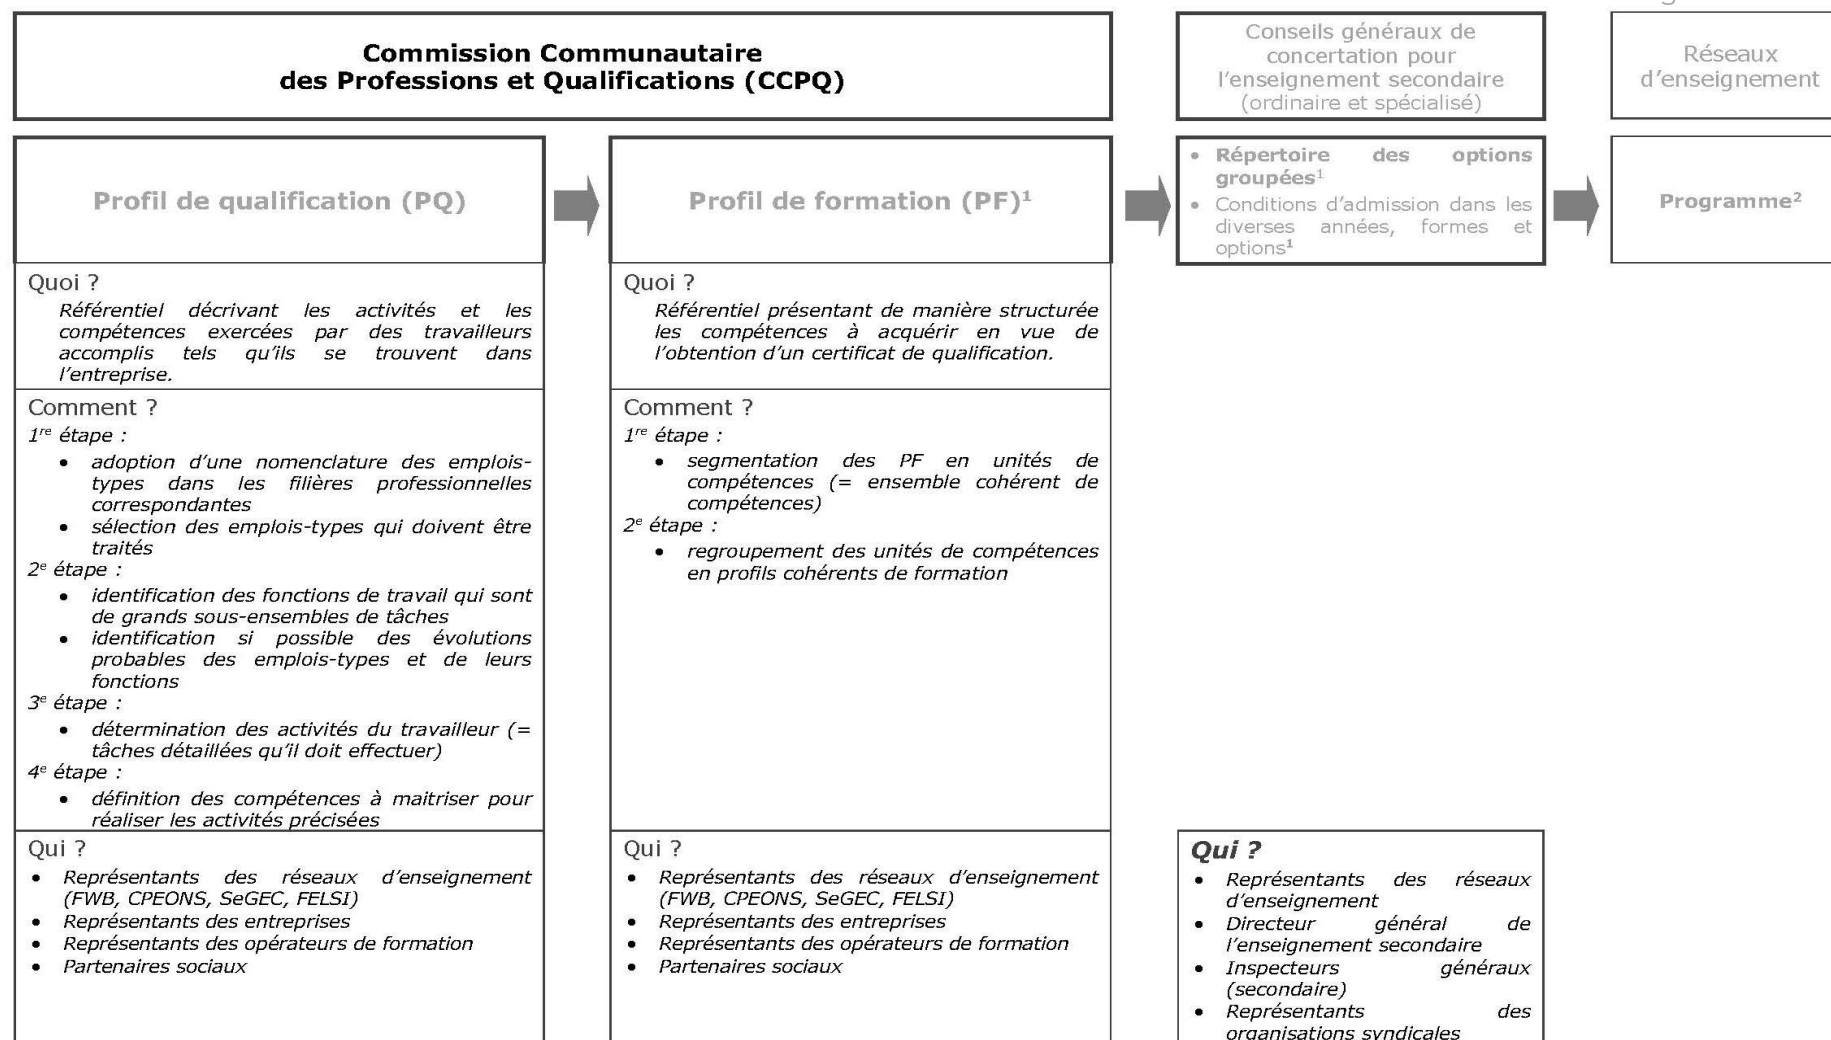 Commission Communautaire
des Professions et Qualifications (CCPQ)
Conseils généraux de
concertation pour
l'enseignement secondaire
(ordinaire et spécialisé)
Réseaux
d'enseignement
Profil de qualification (PQ)
Profil de formation (PF)¹
• Répertoire des options
groupées¹
• Conditions d'admission dans les
diverses années, formes et
options¹
Programme²
Quoi ?
Référentiel décrivant les activités et les
compétences exercées par des travailleurs
accomplis tels qu'ils se trouvent dans
l'entreprise.
Comment ?
1re étape :
• adoption d'une nomenclature des emplois-
types dans les filières professionnelles
correspondantes
• sélection des emplois-types qui doivent être
traités
2e étape :
• identification des fonctions de travail qui sont
de grands sous-ensembles de tâches
• identification si possible des évolutions
probables des emplois-types et de leurs
fonctions
3e étape :
• détermination des activités du travailleur (=
tâches détaillées qu'il doit effectuer)
4e étape :
• définition des compétences à maitriser pour
réaliser les activités précisées
Qui ?
• Représentants des réseaux d'enseignement
(FWB, CPEONS, SeGEC, FELSI)
• Représentants des entreprises
• Représentants des opérateurs de formation
• Partenaires sociaux
Quoi ?
Référentiel présentant de manière structurée
les compétences à acquérir en vue de
l'obtention d'un certificat de qualification.
Comment ?
1re étape :
• segmentation des PF en unités de
compétences (= ensemble cohérent de
compétences)
2e étape :
• regroupement des unités de compétences
en profils cohérents de formation
Qui ?
• Représentants des réseaux d'enseignement
(FWB, CPEONS, SeGEC, FELSI)
• Représentants des entreprises
• Représentants des opérateurs de formation
• Partenaires sociaux
Qui ?
• Représentants des réseaux
d'enseignement
• Directeur général de
l'enseignement secondaire
• Inspecteurs généraux
(secondaire)
• Représentants des
organisations syndicales